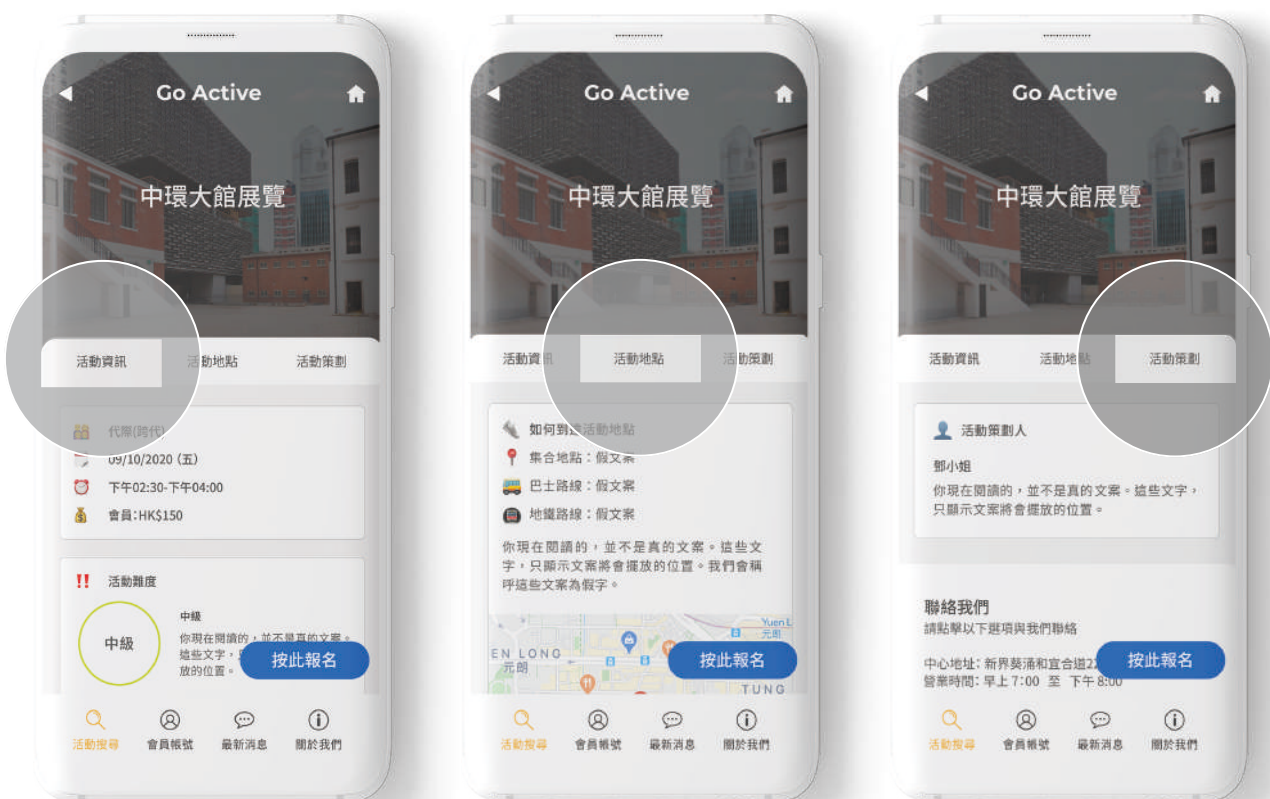 Go Active
中環大館展覽
活動資訊
活動地點
活動策劃
代際(跨代)
09/10/2020 (五)
下午02:30-下午04:00
會員:HK$150
活動難度
中級
中級
你現在閱讀的,並不是真的文案。
這些文字,
放的位置。
按此報名
活動搜尋
會員帳號
最新消息
關於我們
Go Active
中環大館展覽
活動資訊
活動地點
活動策劃
如何到達活動地點
集合地點:假文案
巴士路線:假文案
地鐵路線:假文案
你現在閱讀的,並不是真的文案。這些文
字,只顯示文案將會擺放的位置。我們會稱
呼這些文案為假字。
Yuen L
元朗
EN LONG
元朗
TUNG
按此報名
活動搜尋
會員帳號
最新消息
關於我們
Go Active
中環大館展覽
活動資訊
活動地點
活動策劃
活動策劃人
鄧小姐
你現在閱讀的,並不是真的文案。這些文字,
只顯示文案將會擺放的位置。
聯絡我們
請點擊以下選項與我們聯絡
中心地址:新界葵涌和宜合道22
營業時間:早上7:00 至 下午8:00
按此報名
活動搜尋
會員帳號
最新消息
關於我們